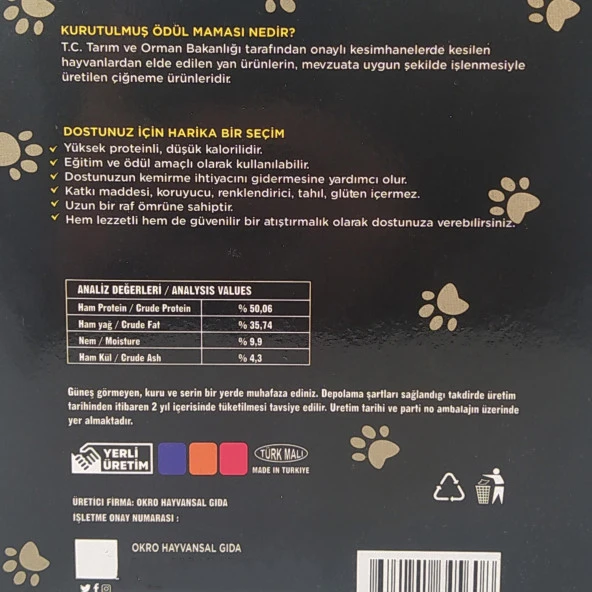 KURUTULMUŞ ÖDÜL MAMASI NEDİR?
T.C. Tarım ve Orman Bakanlığı tarafından onaylı kesimhanelerde kesilen
hayvanlardan elde edilen yan ürünlerin, mevzuata uygun şekilde işlenmesiyle
üretilen çiğneme ürünleridir.
DOSTUNUZ İÇİN HARİKA BİR SEÇİM
Yüksek proteinli, düşük kalorilidir.
Eğitim ve ödül amaçlı olarak kullanılabilir.
Dostunuzun kemirme ihtiyacını gidermesine yardımcı olur.
Katkı maddesi, koruyucu, renklendirici, tahıl, glüten içermez.
Uzun bir raf ömrüne sahiptir.
Hem lezzetli hem de güvenilir bir atıştırmalık olarak dostunuza verebilirsiniz.
ANALİZ DEĞERLERİ / ANALYSIS VALUES
Ham Protein / Crude Protein % 50,06
Ham yağ / Crude Fat % 35,74
Nem / Moisture % 9,9
Ham Kül / Crude Ash % 4,3
Güneş görmeyen, kuru ve serin bir yerde muhafaza ediniz. Depolama şartları sağlandıgı takdirde üretim
tarihinden itibaren 2 yıl içerisinde tüketilmesi tavsiye edilir. Uretim tarihi ve parti no ambalajın üzerinde
yer almaktadır.
YERLİ
ÜRETİM
TÜRK MALI
MADE IN TURKIYE
ÜRETİCİ FİRMA: OKRO HAYVANSAL GIDA
IŞLETME ONAY NUMARASI :
OKRO HAYVANSAL GIDA